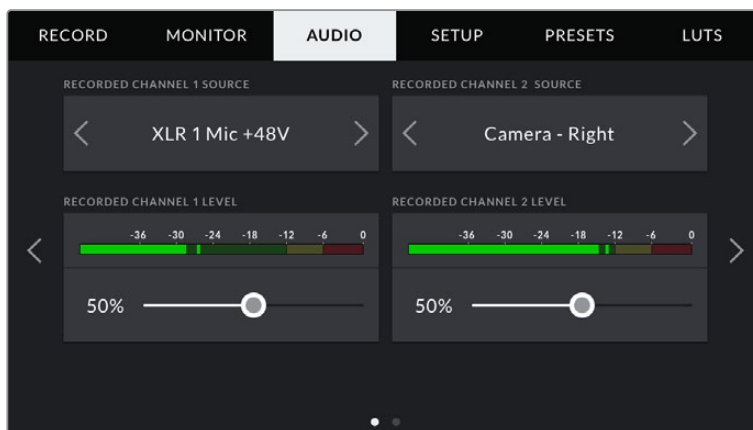 RECORD MONITOR AUDIO SETUP PRESETS LUTS
RECORDED CHANNEL 1 SOURCE RECORDED CHANNEL 2 SOURCE
XLR 1 Mic +48V Camera - Right
RECORDED CHANNEL 1 LEVEL RECORDED CHANNEL 2 LEVEL
-36 -30 -24 -18 -12 -6 0 -36 -30 -24 -18 -12 -6 0
50% 50%